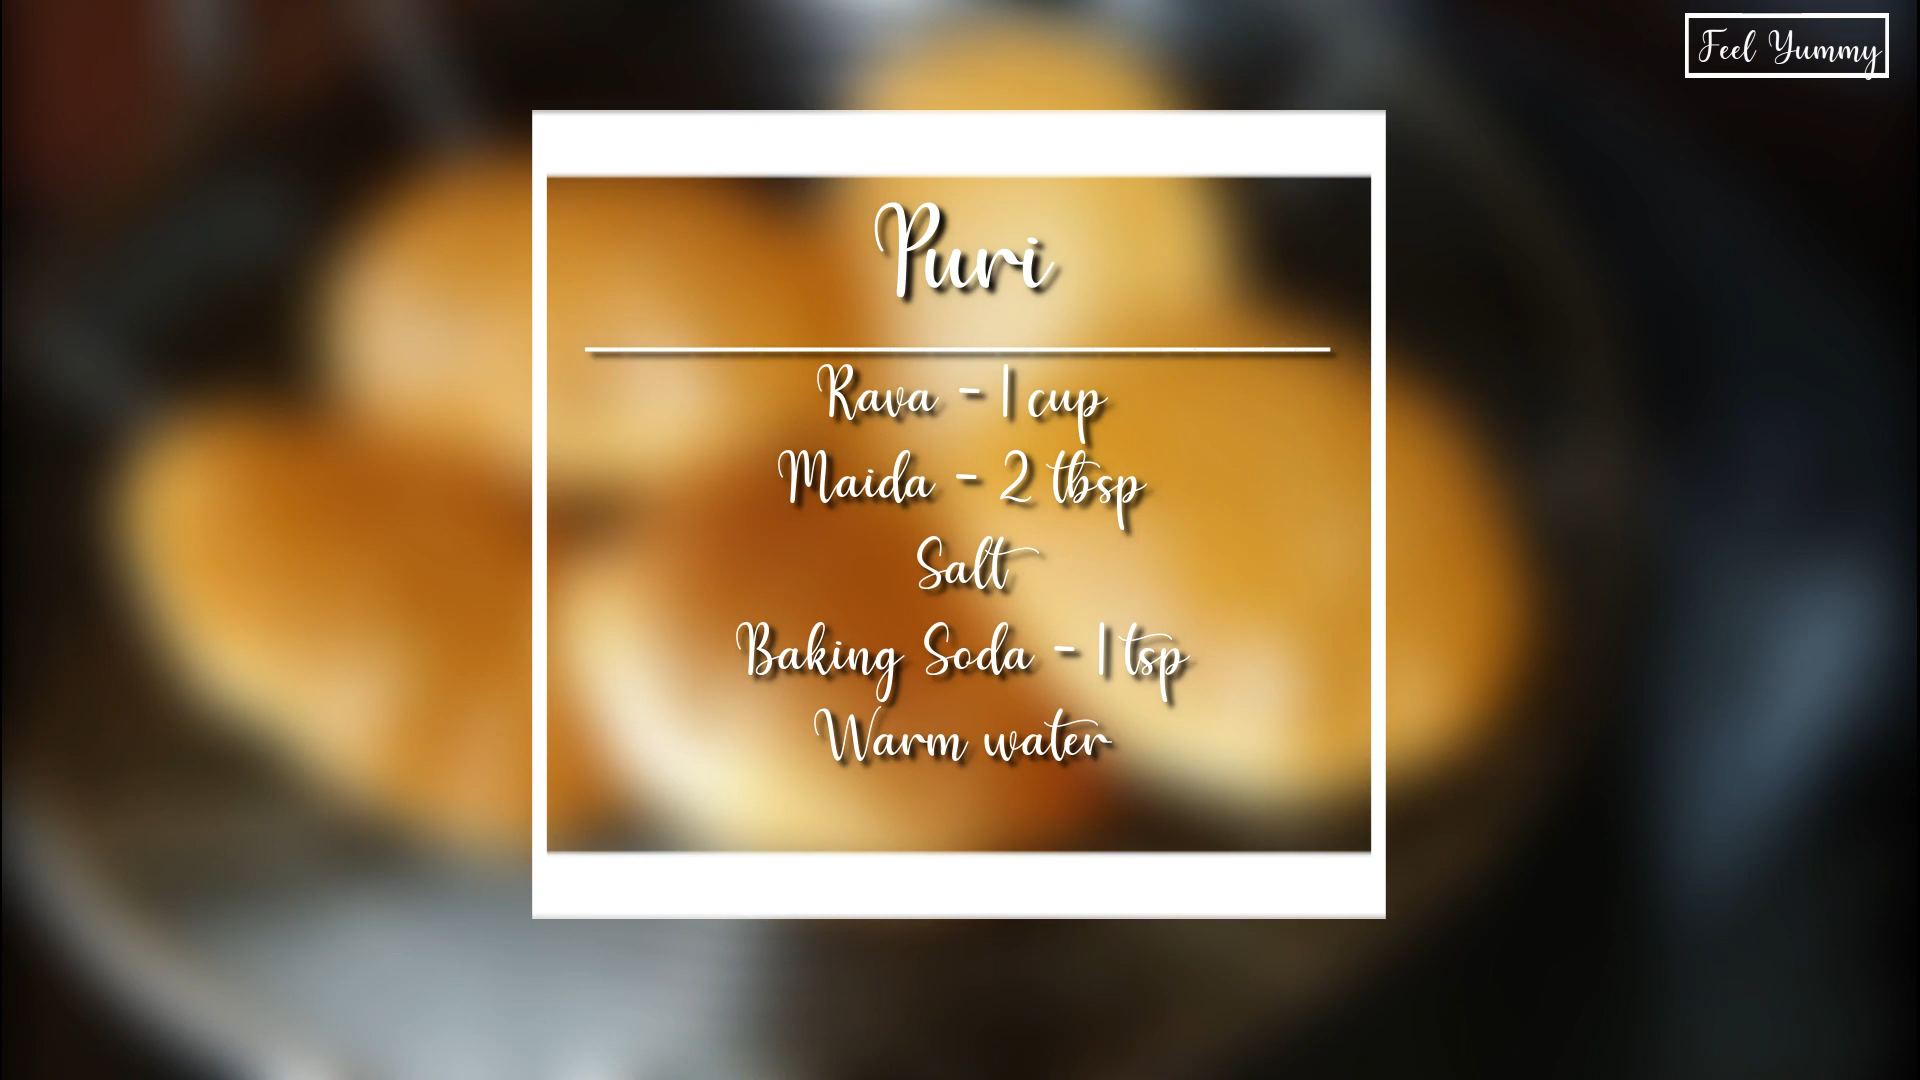 Feel Yummy
Puri
Rava - 1 cup
Maida - 2 tbsp
Salt
Baking Soda - 1 tsp
Warm water